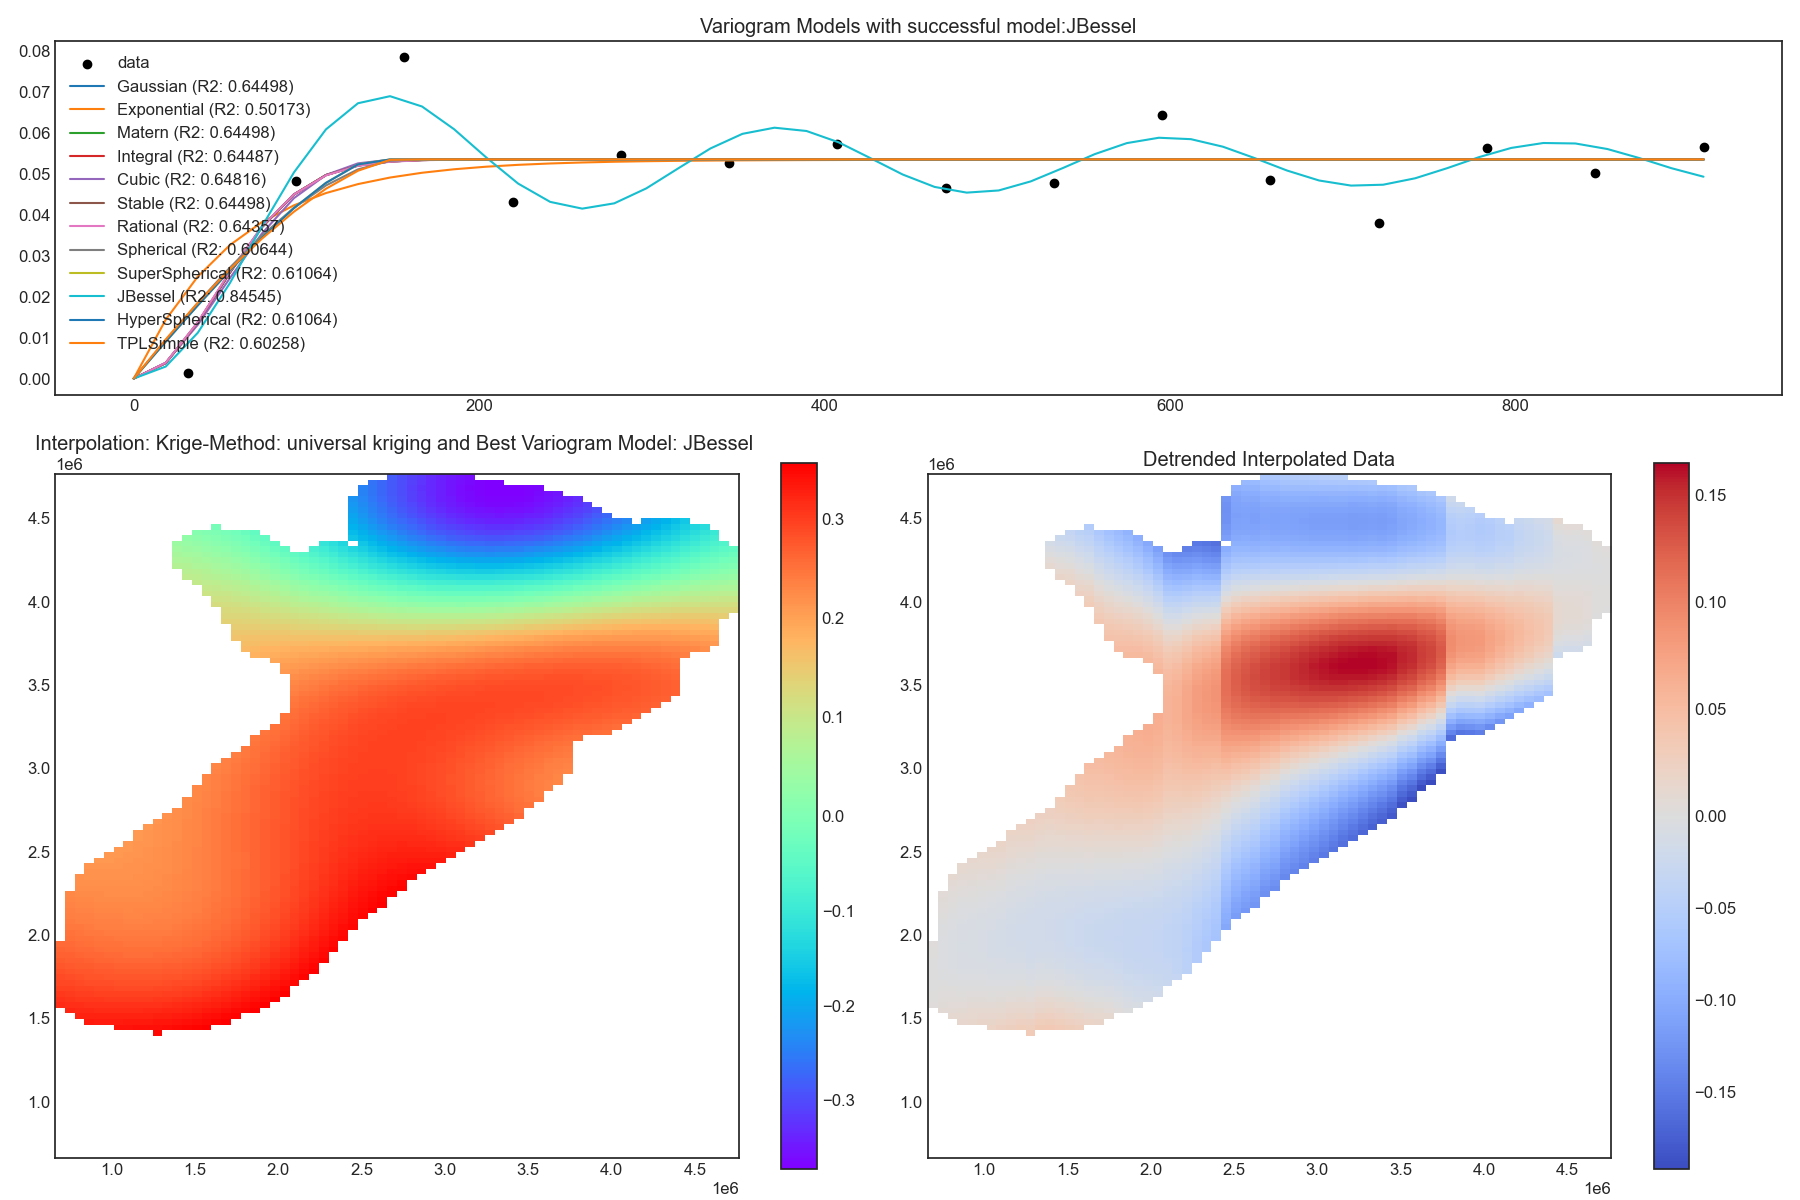 Variogram Models with successful model:JBessel
0.08
0.07
0.06
0.05
0.04
0.03
0.02
0.01
0.00
data
Gaussian (R2: 0.64498)
Exponential (R2: 0.50173)
Matern (R2: 0.64498)
Integral (R2: 0.64487)
Cubic (R2: 0.64816)
Stable (R2: 0.64498)
Rational (R2: 0.64357)
Spherical (R2: 0.60644)
SuperSpherical (R2: 0.61064)
JBessel (R2: 0.84545)
HyperSpherical (R2: 0.61064)
TPLSimple (R2: 0.60258)
0 200 400 600 800
Interpolation: Krige-Method: universal kriging and Best Variogram Model: JBessel
1e6
4.5
4.0
3.5
3.0
2.5
2.0
1.5
1.0
1.0 1.5 2.0 2.5 3.0 3.5 4.0 4.5
1e6
0.3
0.2
0.1
0.0
−0.1
−0.2
−0.3
Detrended Interpolated Data
1e6
4.5
4.0
3.5
3.0
2.5
2.0
1.5
1.0
1.0 1.5 2.0 2.5 3.0 3.5 4.0 4.5
1e6
0.15
0.10
0.05
0.00
−0.05
−0.10
−0.15